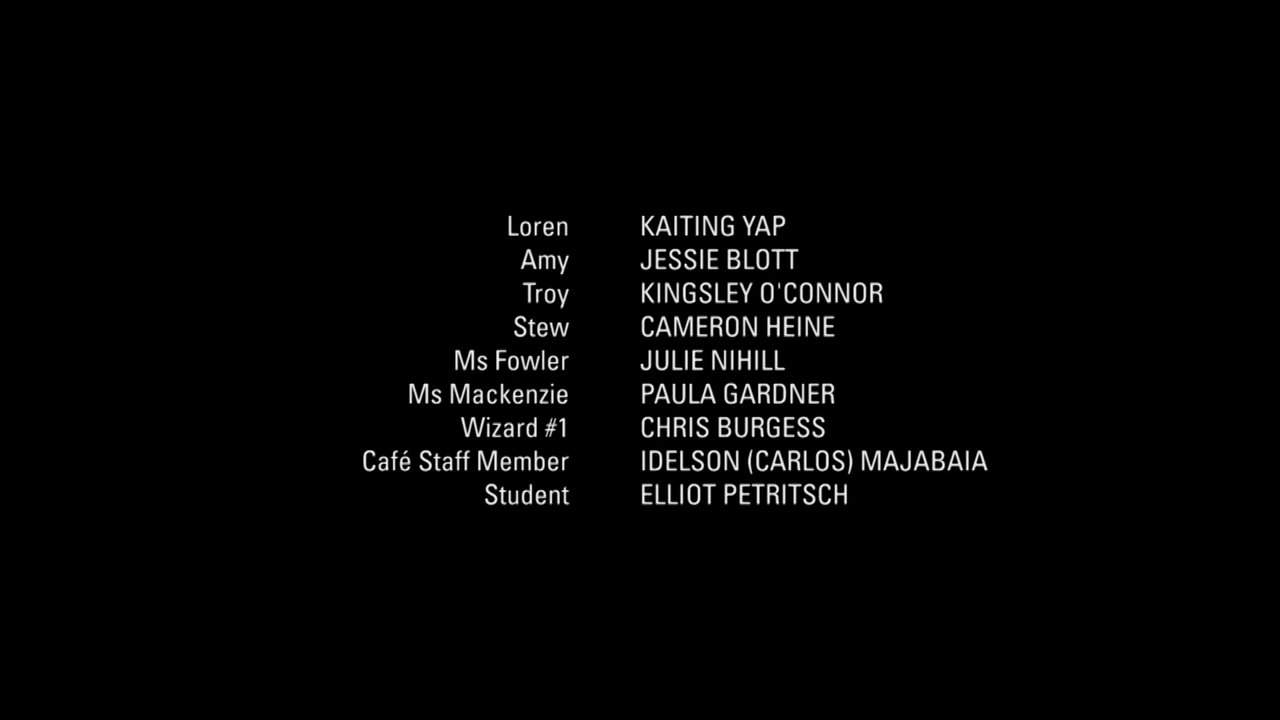 Loren KAITING YAP
Amy JESSIE BLOTT
Troy KINGSLEY O'CONNOR
Stew CAMERON HEINE
Ms Fowler JULIE NIHILL
Ms Mackenzie PAULA GARDNER
Wizard #1 CHRIS BURGESS
Café Staff Member IDELSON (CARLOS) MAJABAIA
Student ELLIOT PETRITSCH